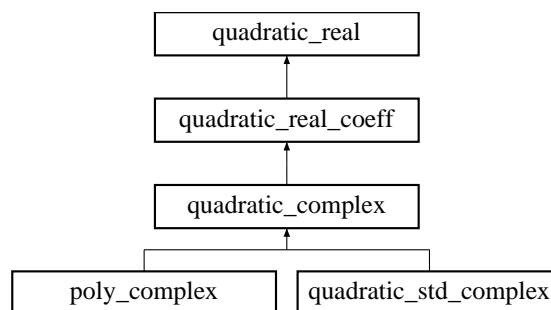 quadratic_real
quadratic_real_coeff
quadratic_complex
poly_complex
quadratic_std_complex